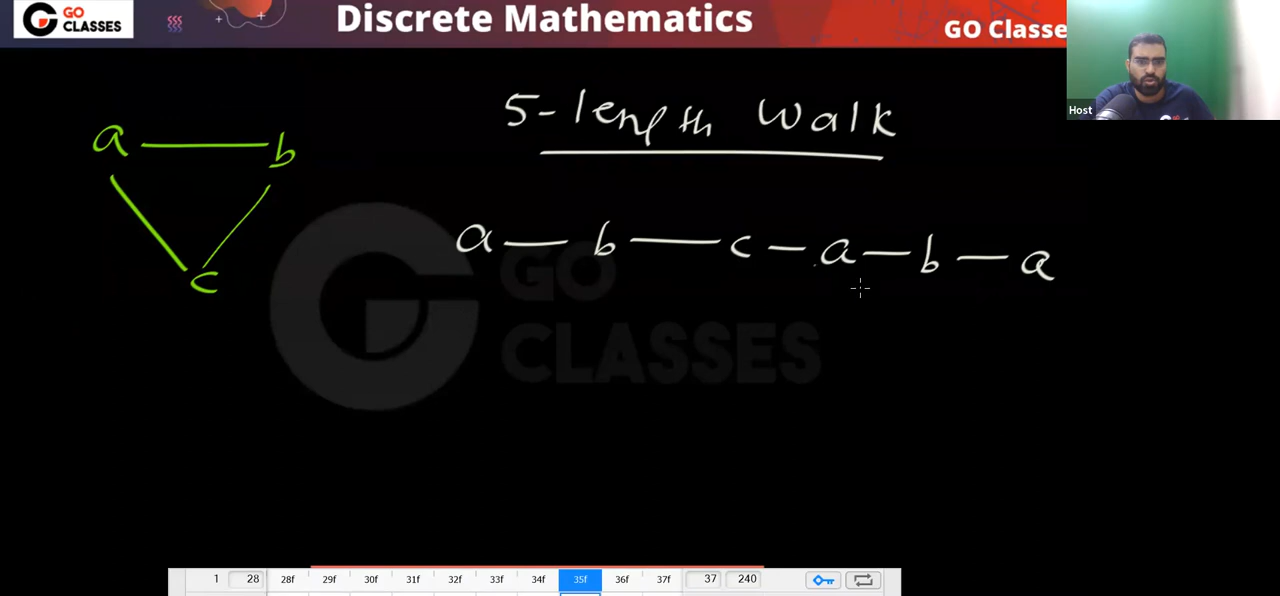 GO CLASSES
Discrete Mathematics
GO Classe
Host
5-length Walk
a b
c
a — b — c — a — b — a
GO
CLASSES
1 28 28f 29f 30f 31f 32f 33f 34f 35f 36f 37f 37 240